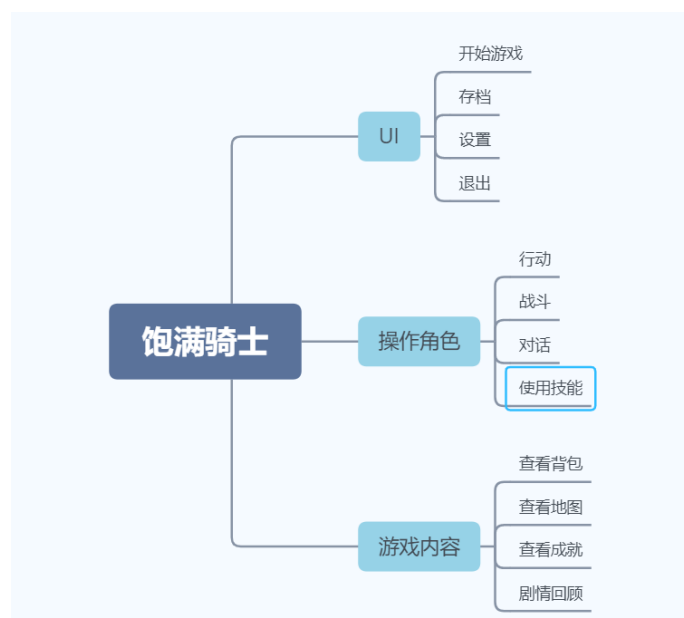 饱满骑士
UI
开始游戏
存档
设置
退出
操作角色
行动
战斗
对话
使用技能
游戏内容
查看背包
查看地图
查看成就
剧情回顾